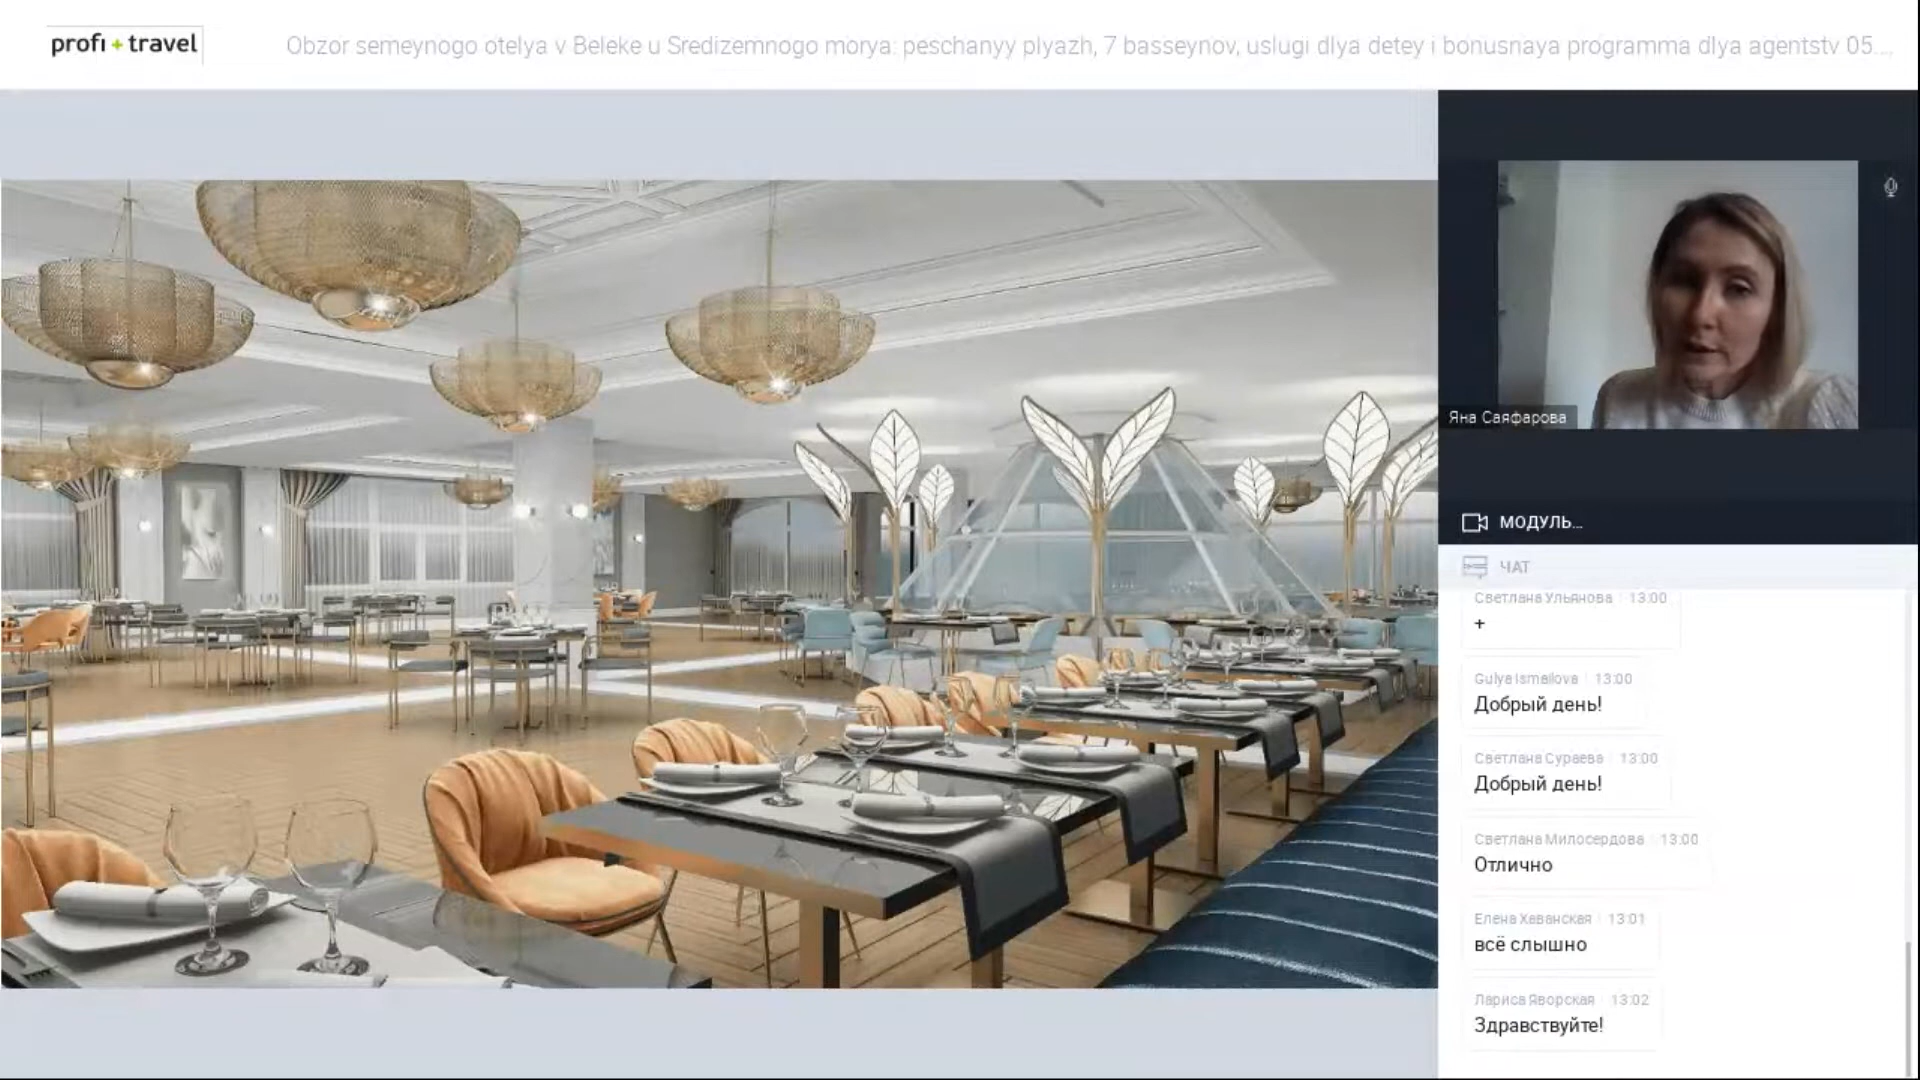 profi + travel
Obzor semeynogo otelya v Beleke u Sredizemnogo morya: peschanyy plyazh, 7 basseynov, uslugi dlya detey i bonusnaya programma dlya agentstv 05....
Яна Саяфарова
МОДУЛЬ...
ЧАТ
Светлана Ульянова 13:00
+
Gulya Ismailova 13:00
Добрый день!
Светлана Сураева 13:00
Добрый день!
Светлана Милосердова 13:00
Отлично
Елена Хаванская 13:01
всё слышно
Лариса Яворская 13:02
Здравствуйте!